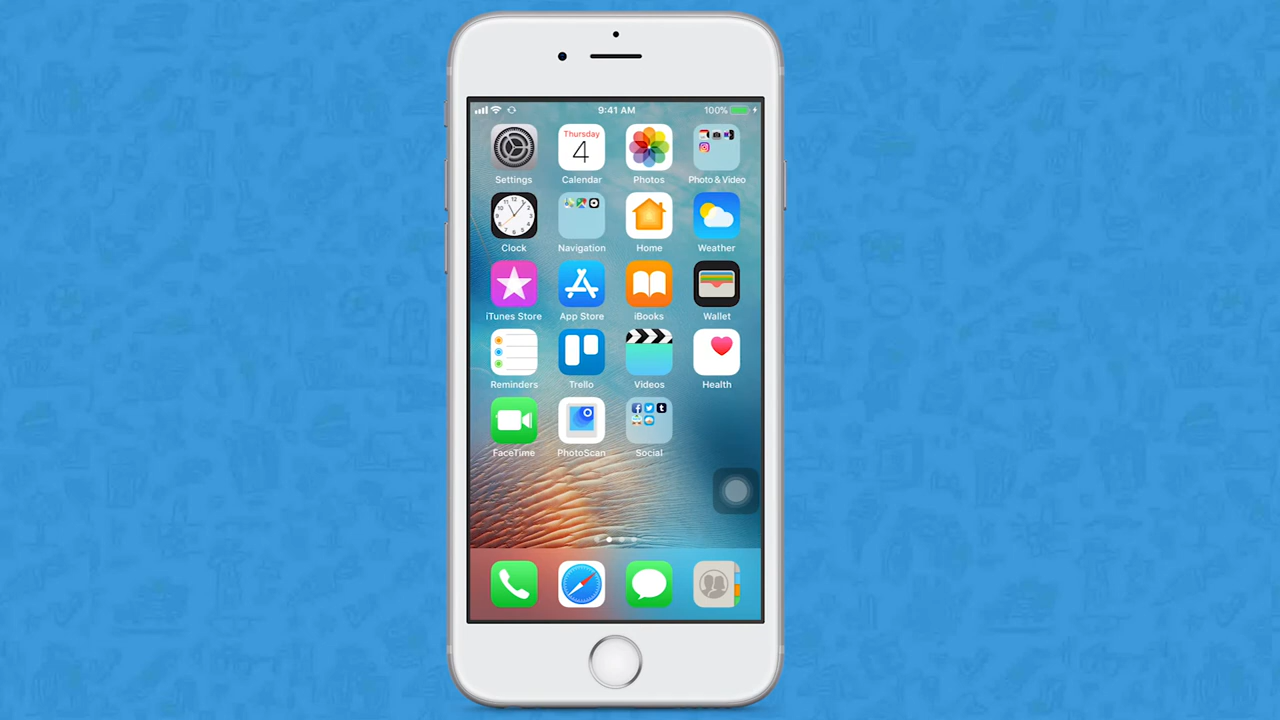 9:41 AM 100%
Thursday
4
Settings Calendar Photos Photo & Video
Clock Navigation Home Weather
iTunes Store App Store iBooks Wallet
Reminders Trello Videos Health
FaceTime PhotoScan Social